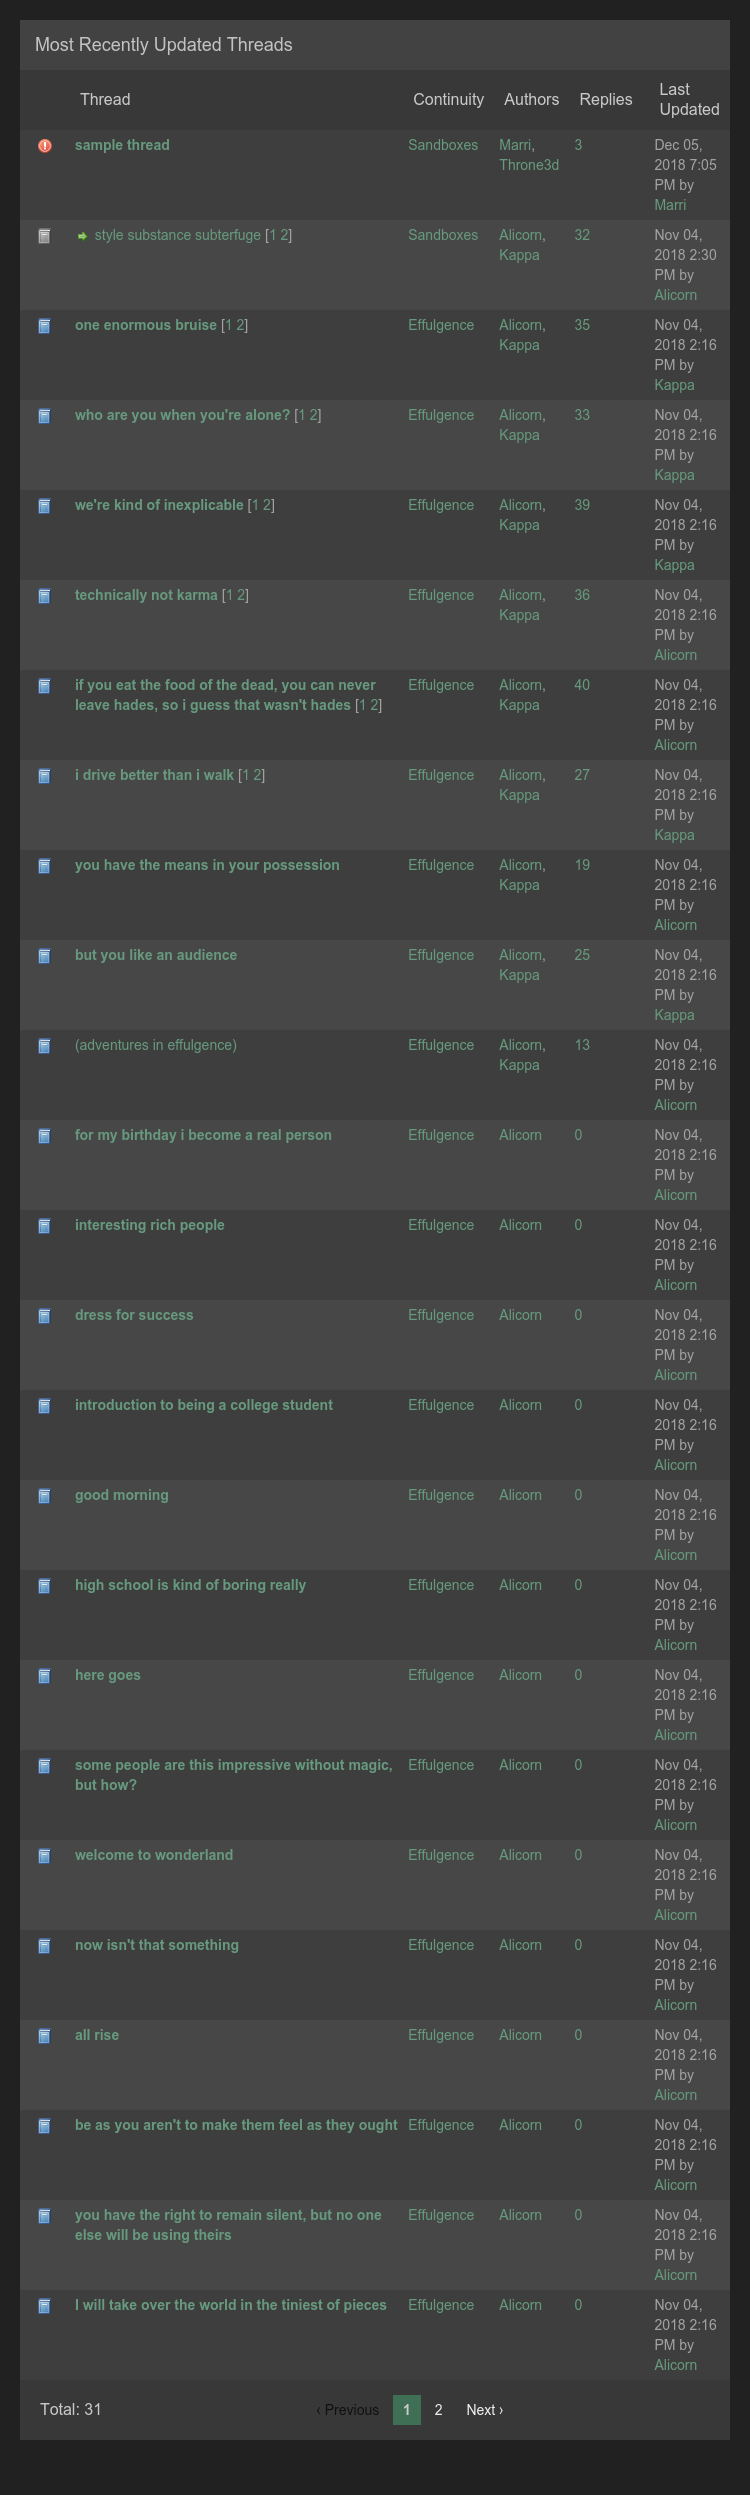 Most Recently Updated Threads
Thread Continuity Authors Replies Last Updated
sample thread Sandboxes Marri, 3 Dec 05,
Throne3d 2018 7:05
PM by
Marri
style substance subterfuge [1 2] Sandboxes Alicorn, 32 Nov 04,
Kappa 2018 2:30
PM by
Alicorn
one enormous bruise [1 2] Effulgence Alicorn, 35 Nov 04,
Kappa 2018 2:16
PM by
Kappa
who are you when you're alone? [1 2] Effulgence Alicorn, 33 Nov 04,
Kappa 2018 2:16
PM by
Kappa
we're kind of inexplicable [1 2] Effulgence Alicorn, 39 Nov 04,
Kappa 2018 2:16
PM by
Kappa
technically not karma [1 2] Effulgence Alicorn, 36 Nov 04,
Kappa 2018 2:16
PM by
Alicorn
if you eat the food of the dead, you can never Effulgence Alicorn, 40 Nov 04,
leave hades, so i guess that wasn't hades [1 2] Kappa 2018 2:16
PM by
Alicorn
i drive better than i walk [1 2] Effulgence Alicorn, 27 Nov 04,
Kappa 2018 2:16
PM by
Kappa
you have the means in your possession Effulgence Alicorn, 19 Nov 04,
Kappa 2018 2:16
PM by
Alicorn
but you like an audience Effulgence Alicorn, 25 Nov 04,
Kappa 2018 2:16
PM by
Kappa
(adventures in effulgence) Effulgence Alicorn, 13 Nov 04,
Kappa 2018 2:16
PM by
Alicorn
for my birthday i become a real person Effulgence Alicorn 0 Nov 04,
2018 2:16
PM by
Alicorn
interesting rich people Effulgence Alicorn 0 Nov 04,
2018 2:16
PM by
Alicorn
dress for success Effulgence Alicorn 0 Nov 04,
2018 2:16
PM by
Alicorn
introduction to being a college student Effulgence Alicorn 0 Nov 04,
2018 2:16
PM by
Alicorn
good morning Effulgence Alicorn 0 Nov 04,
2018 2:16
PM by
Alicorn
high school is kind of boring really Effulgence Alicorn 0 Nov 04,
2018 2:16
PM by
Alicorn
here goes Effulgence Alicorn 0 Nov 04,
2018 2:16
PM by
Alicorn
some people are this impressive without magic, Effulgence Alicorn 0 Nov 04,
but how? 2018 2:16
PM by
Alicorn
welcome to wonderland Effulgence Alicorn 0 Nov 04,
2018 2:16
PM by
Alicorn
now isn't that something Effulgence Alicorn 0 Nov 04,
2018 2:16
PM by
Alicorn
all rise Effulgence Alicorn 0 Nov 04,
2018 2:16
PM by
Alicorn
be as you aren't to make them feel as they ought Effulgence Alicorn 0 Nov 04,
2018 2:16
PM by
Alicorn
you have the right to remain silent, but no one Effulgence Alicorn 0 Nov 04,
else will be using theirs 2018 2:16
PM by
Alicorn
I will take over the world in the tiniest of pieces Effulgence Alicorn 0 Nov 04,
2018 2:16
PM by
Alicorn
Total: 31 ‹ Previous 1 2 Next ›